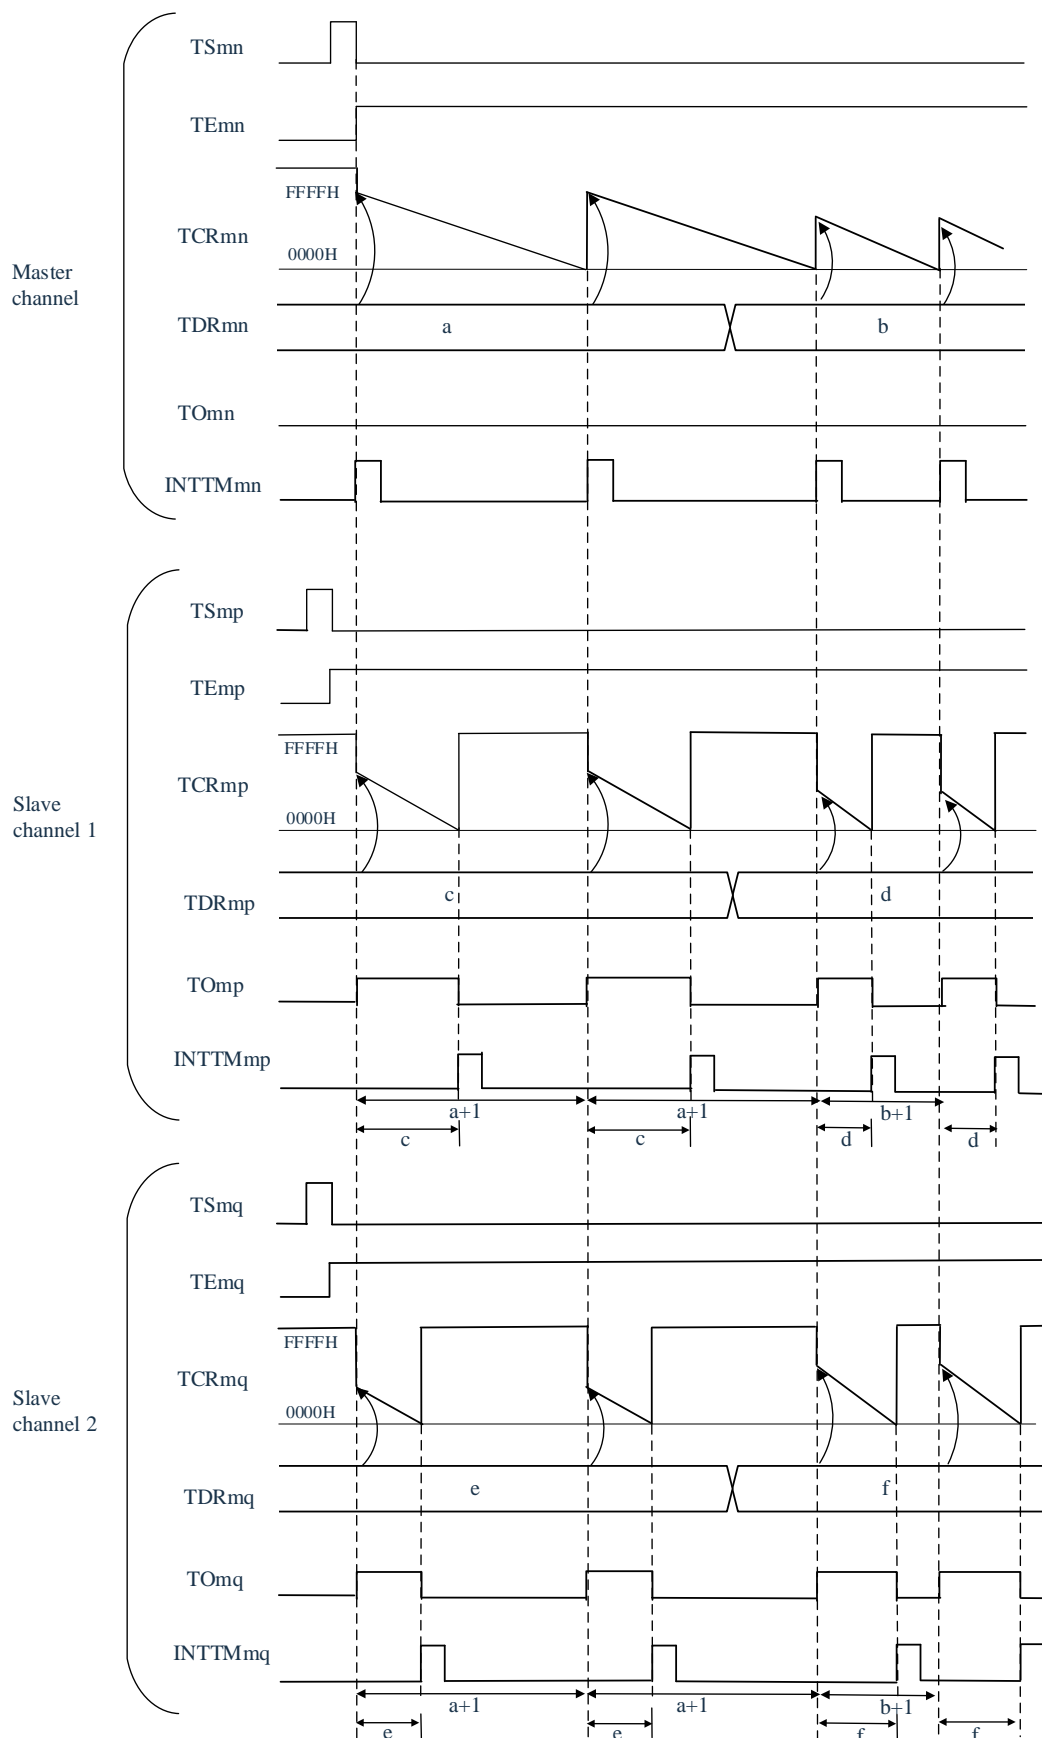 TSmn
TEmn
FFFFH
TCRmn
0000H
Master
channel
TDRmn
a
b
TOmn
INTTMmn
TSmp
TEmp
FFFFH
TCRmp
0000H
Slave
channel 1
TDRmp
c
d
TOmp
INTTMmp
a+1
a+1
b+1
c
c
d
d
TSmq
TEmq
FFFFH
TCRmq
0000H
Slave
channel 2
TDRmq
e
f
TOmq
INTTMmq
a+1
a+1
b+1
e
e
f
f